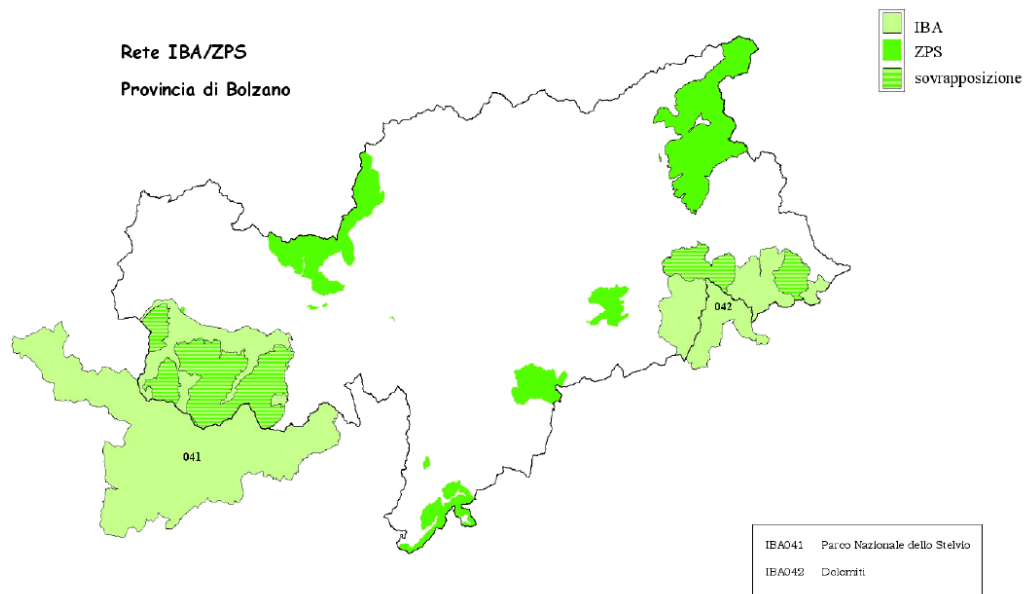 Rete IBA/ZPS
Provincia di Bolzano
IBA
ZPS
sovrapposizione
042
041
IBA041 Parco Nazionale dello Stelvio
IBA042 Dolomiti